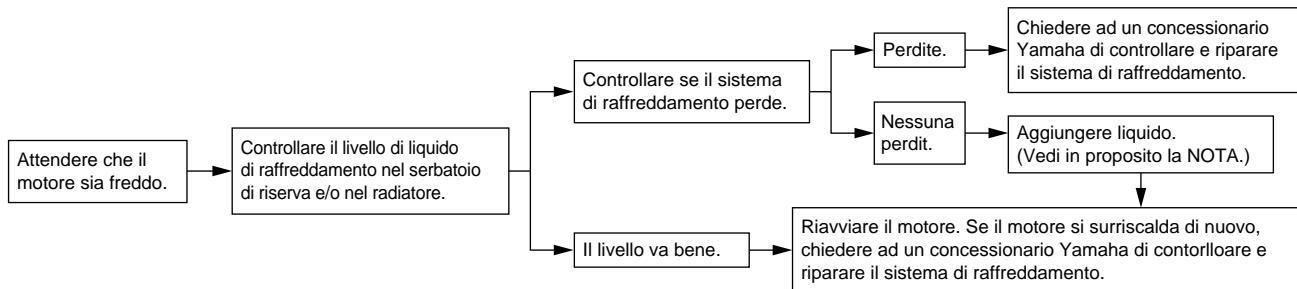 Attendere che il
motore sia freddo.
Controllare il livello di liquido
di raffreddamento nel serbatoio
di riserva e/o nel radiatore.
Controllare se il sistema
di raffreddamento perde.
Perdite.
Chiedere ad un concessionario
Yamaha di controllare e riparare
il sistema di raffreddamento.
Nessuna
perdit.
Aggiungere liquido.
(Vedi in proposito la NOTA.)
Il livello va bene.
Riavviare il motore. Se il motore si surriscalda di nuovo,
chiedere ad un concessionario Yamaha di contorlloare e
riparare il sistema di raffreddamento.